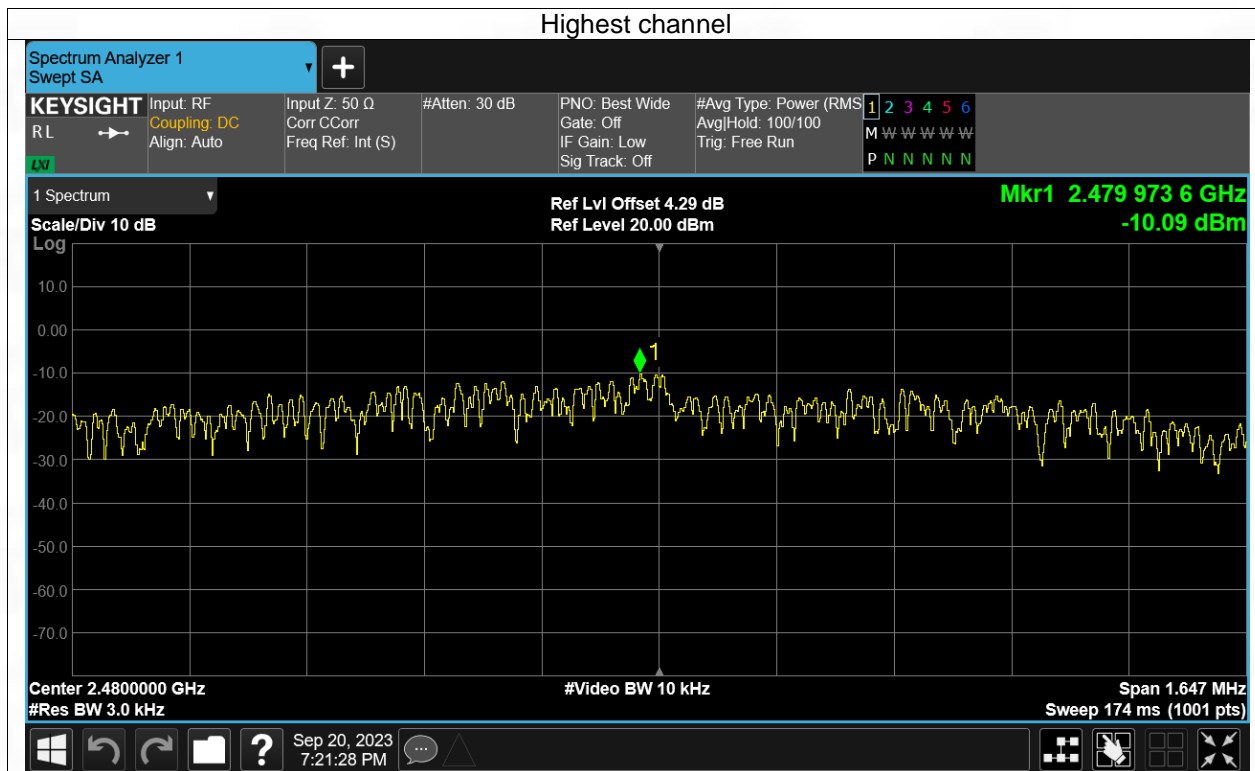 Highest channel
Spectrum Analyzer 1
Swept SA
KEYSIGHT
R L
LXI
Input: RF
Coupling: DC
Align: Auto
Input Z: 50 Ω
Corr CCorr
Freq Ref: Int (S)
#Atten: 30 dB
PNO: Best Wide
Gate: Off
IF Gain: Low
Sig Track: Off
#Avg Type: Power (RMS
Avg|Hold: 100/100
Trig: Free Run
1 2 3 4 5 6
M W W W W W
P N N N N N
1 Spectrum
Scale/Div 10 dB
Ref Lvl Offset 4.29 dB
Ref Level 20.00 dBm
Mkr1 2.479 973 6 GHz
-10.09 dBm
Log
10.0
0.00
-10.0
-20.0
-30.0
-40.0
-50.0
-60.0
-70.0
1
Center 2.4800000 GHz
#Res BW 3.0 kHz
#Video BW 10 kHz
Span 1.647 MHz
Sweep 174 ms (1001 pts)
?
Sep 20, 2023
7:21:28 PM